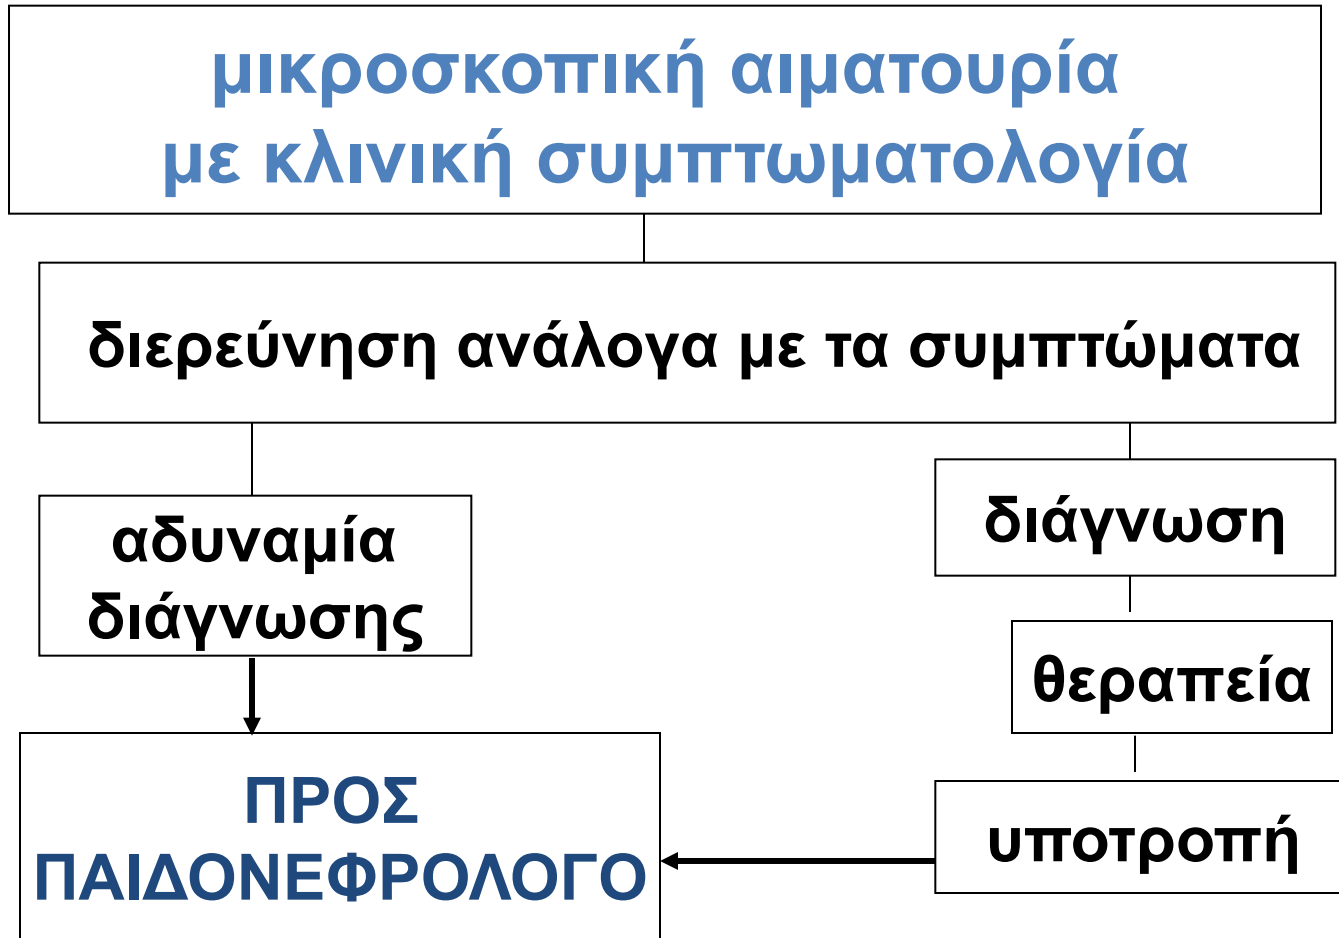 μικροσκοπική αιματουρία
με κλινική συμπτωματολογία
διερεύνηση ανάλογα με τα συμπτώματα
αδυναμία
διάγνωσης
διάγνωση
θεραπεία
υποτροπή
ΠΡΟΣ
ΠΑΙΔΟΝΕΦΡΟΛΟΓΟ